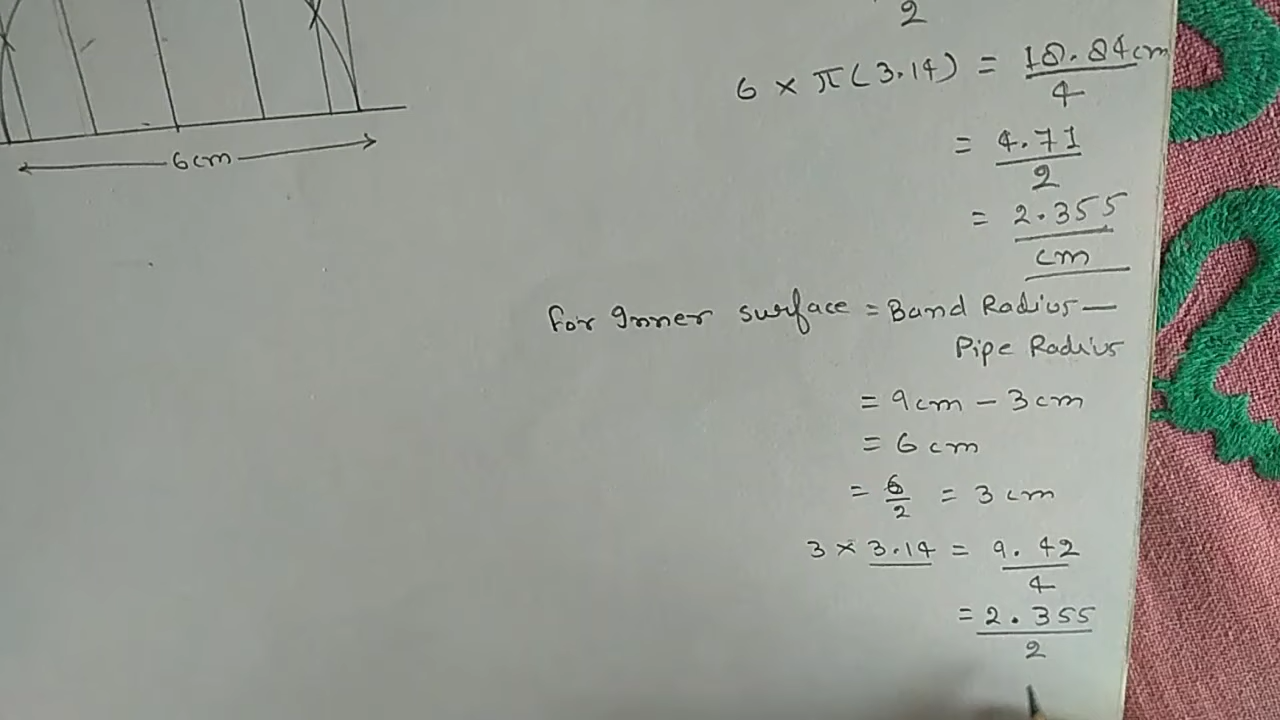 2
6 × π(3.14) = 18.84cm
4
= 4.71
2
= 2.355
cm
6cm
For Inner surface = Band Radius —
Pipe Radius
= 9cm – 3cm
= 6cm
= 6/2 = 3cm
3 × 3.14 = 9.42
4
= 2.355
2